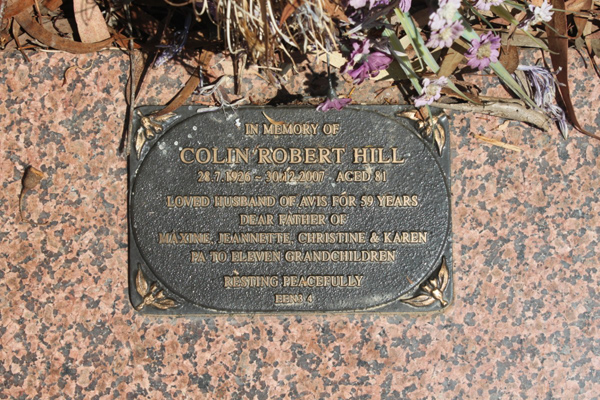 IN MEMORY OF
COLIN ROBERT HILL
28.7.1926 - 30.12.2007 AGED 81
LOVED HUSBAND OF AVIS FOR 59 YEARS
DEAR FATHER OF
MAXINE, JEANNETTE, CHRISTINE & KAREN
PA TO ELEVEN GRANDCHILDREN
RESTING PEACEFULLY